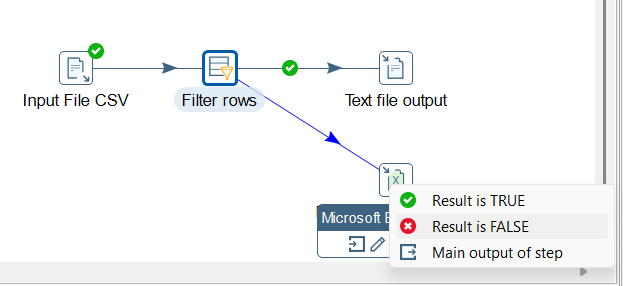 Input File CSV
Filter rows
Text file output
X
Microsoft
Result is TRUE
Result is FALSE
Main output of step